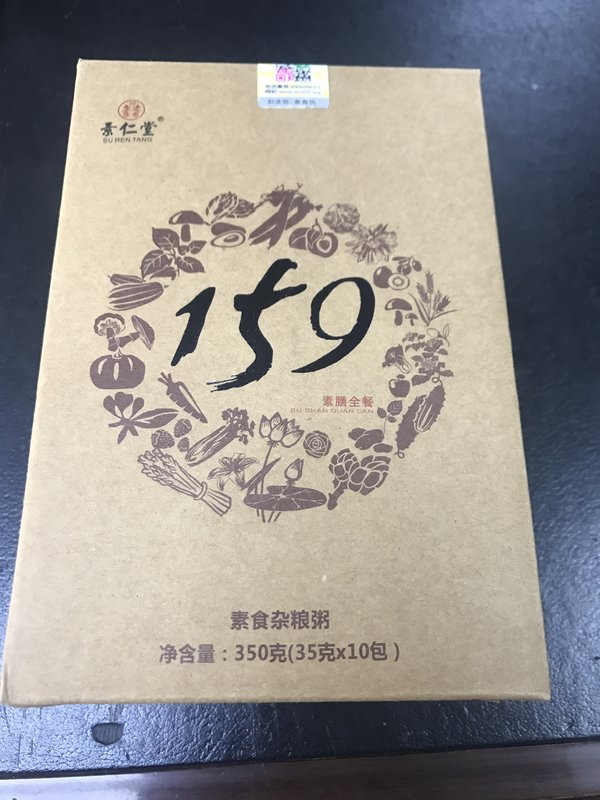 素仁堂®
SU REN TANG
159
素膳全餐
SU SHAN QUAN CAN
素食杂粮粥
净含量：350克(35克x10包）